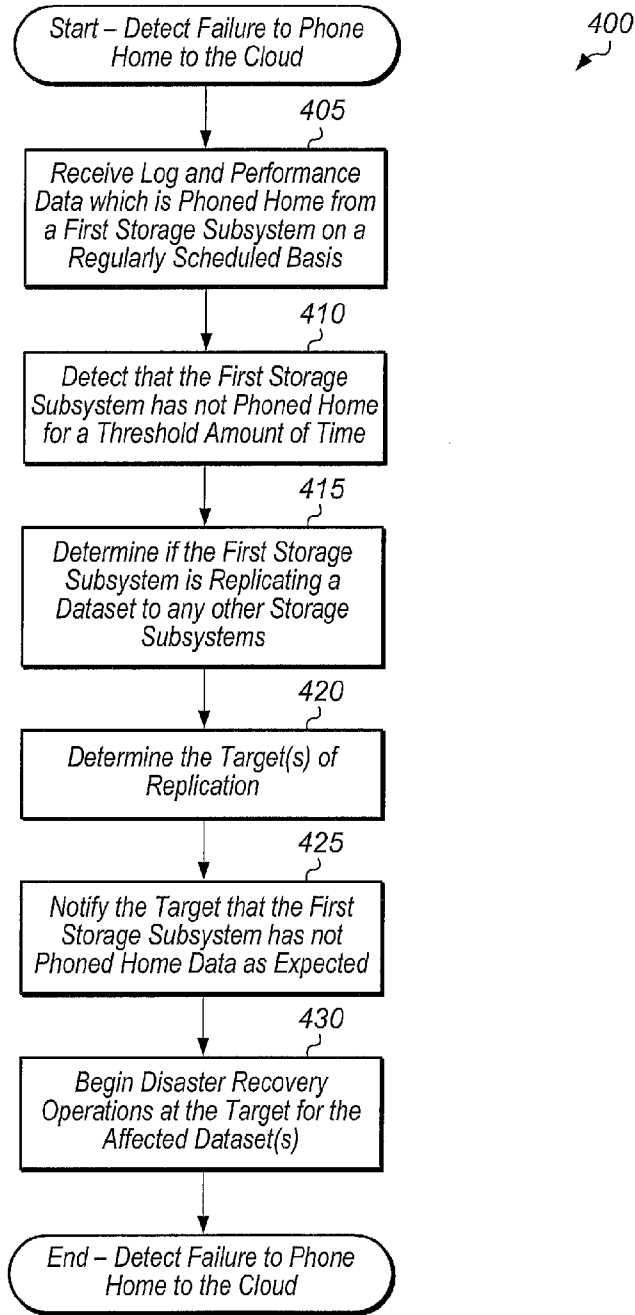 Start – Detect Failure to Phone
Home to the Cloud
400
405
Receive Log and Performance
Data which is Phoned Home from
a First Storage Subsystem on a
Regularly Scheduled Basis
410
Detect that the First Storage
Subsystem has not Phoned Home
for a Threshold Amount of Time
415
Determine if the First Storage
Subsystem is Replicating a
Dataset to any other Storage
Subsystems
420
Determine the Target(s) of
Replication
425
Notify the Target that the First
Storage Subsystem has not
Phoned Home Data as Expected
430
Begin Disaster Recovery
Operations at the Target for the
Affected Dataset(s)
End – Detect Failure to Phone
Home to the Cloud